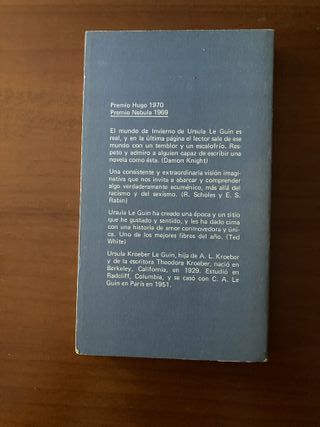 Premio Hugo 1970
Premio Nebula 1969
El mundo de Invierno de Ursula Le Guin es
real, y en la última página el lector sale de ese
mundo con un temblor y un escalofrío. Res-
peto y admiro a alguien capaz de escribir una
novela como ésta. (Damon Knight)
Una consistente y extraordinaria visión imagi-
nativa que nos invita a abarcar y comprender
algo verdaderamente ecuménico, más allá del
racismo y del sexismo. (R. Scholes y E. S.
Rabin)
Ursula Le Guin ha creado una época y un sitio
que he gustado y sentido, y les ha dado cima
con una historia de amor controvedora y úni-
ca. Uno de los mejores libros del año. (Ted
White)
Ursula Kroeber Le Guin, hija de A. L. Kroeber
y de la escritora Theodora Kroeber, nació en
Berkeley, California, en 1929. Estudió en
Radcliff, Columbia, y se casó con C. A. Le
Guin en París en 1951.